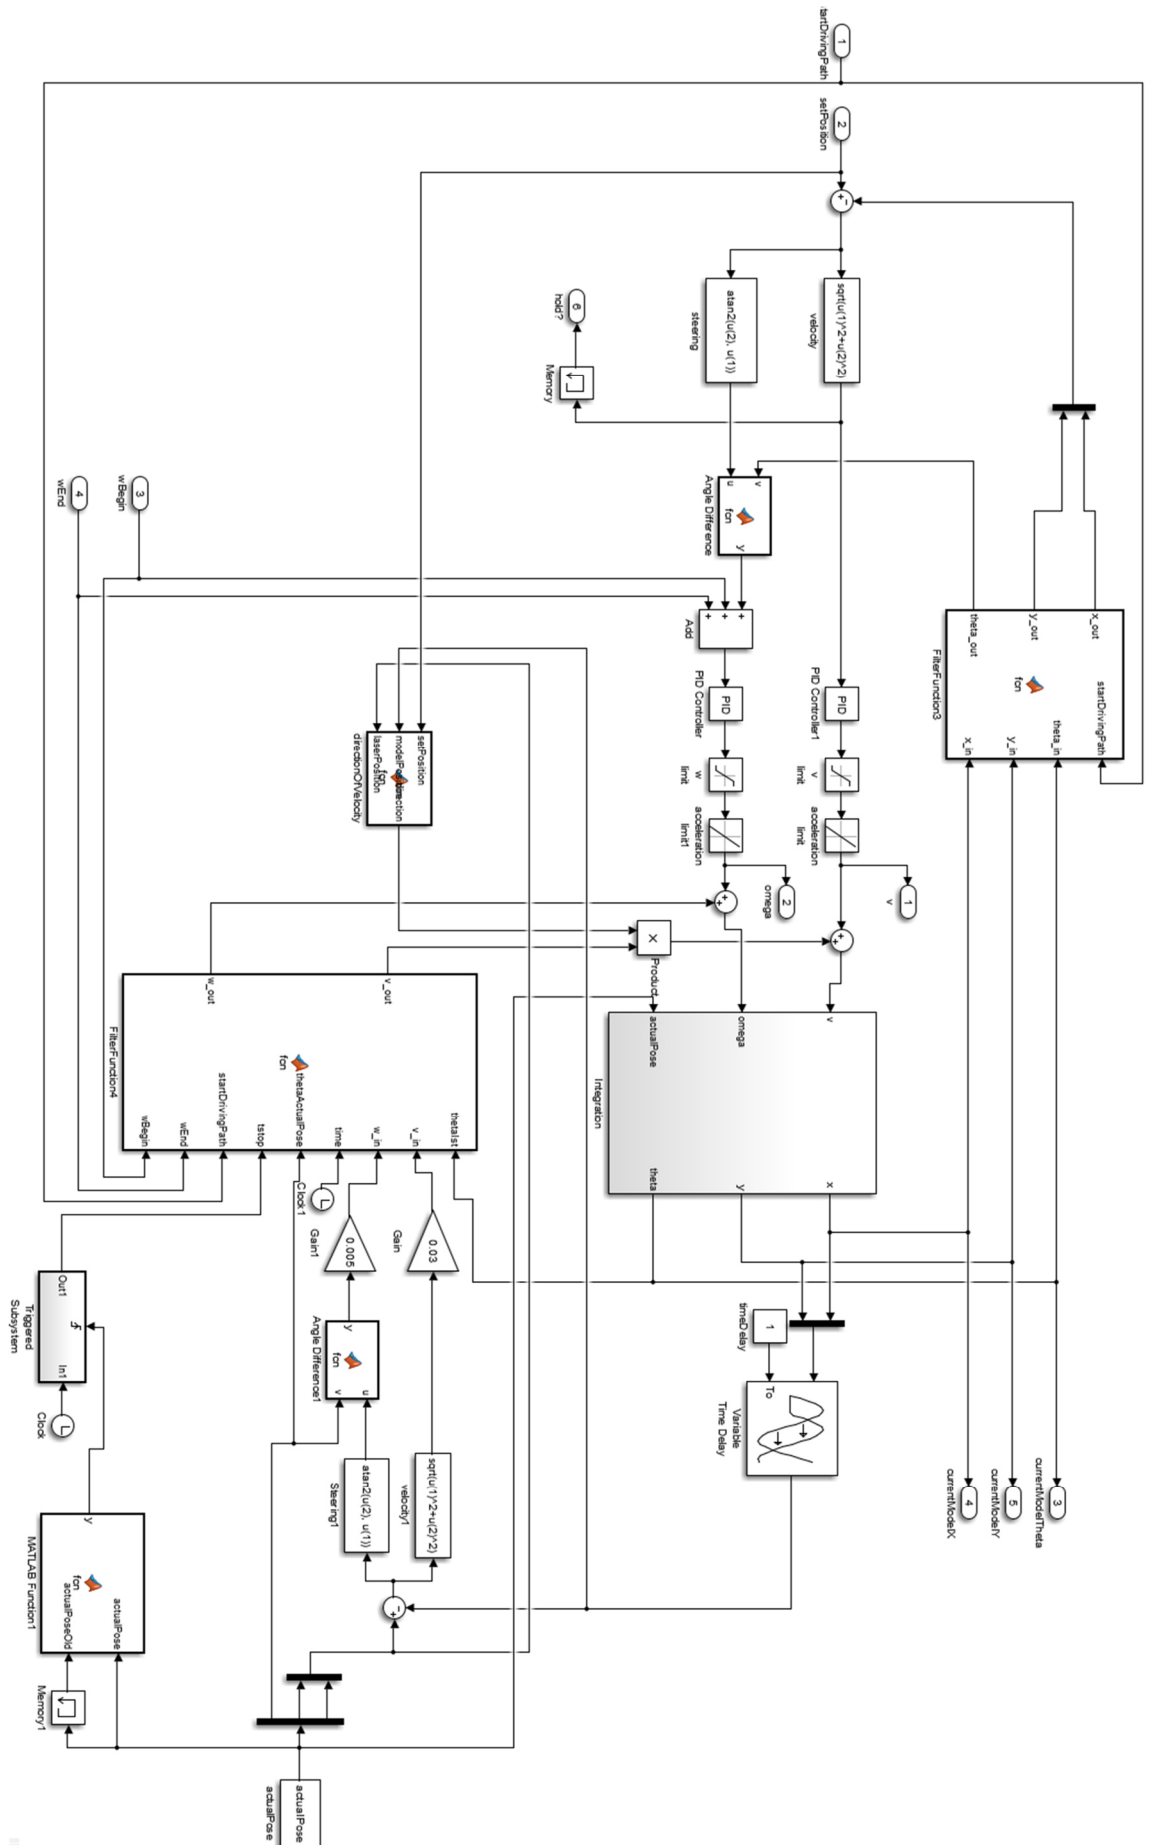 startDrivingPath
1
setPosition
2
+ -
sqrt(u(1)^2+u(2)^2)
velocity
atan2(u(2), u(1))
steering
6
hold?
Memory
3
wBegin
4
wEnd
v
u
fcn
y
Angle Difference
x_out
y_out
theta_out
fcn
startDrivingPath
theta_in
y_in
x_in
FilterFunction3
+
+
+
Add
PID
PID Controller1
PID
PID Controller
v
limit
w
limit
acceleration
limit
acceleration
limit1
1
v
2
omega
+
+
+
+
setPosition
laserPosition
fcn
directionOfVelocity
×
Product
v
omega
actualPose
x
y
theta
Integration
v_out
w_out
fcn
thetaIst
v_in
w_in
time
thetaActualPose
tstop
startDrivingPath
wEnd
wBegin
FilterFunction4
Clock1
0.03
Gain
0.005
Gain1
1
timeDelay
To
Variable
Time Delay
3
currentModelTheta
5
currentModelY
4
currentModelX
y
fcn
u
v
Angle Difference1
Out1
In1
Triggered
Subsystem
Clock
sqrt(u(1)^2+u(2)^2)
velocity1
atan2(u(2), u(1))
Steering1
-
+
y
fcn
actualPose
actualPoseOld
MATLAB Function1
Memory1
actualPose
actualPose